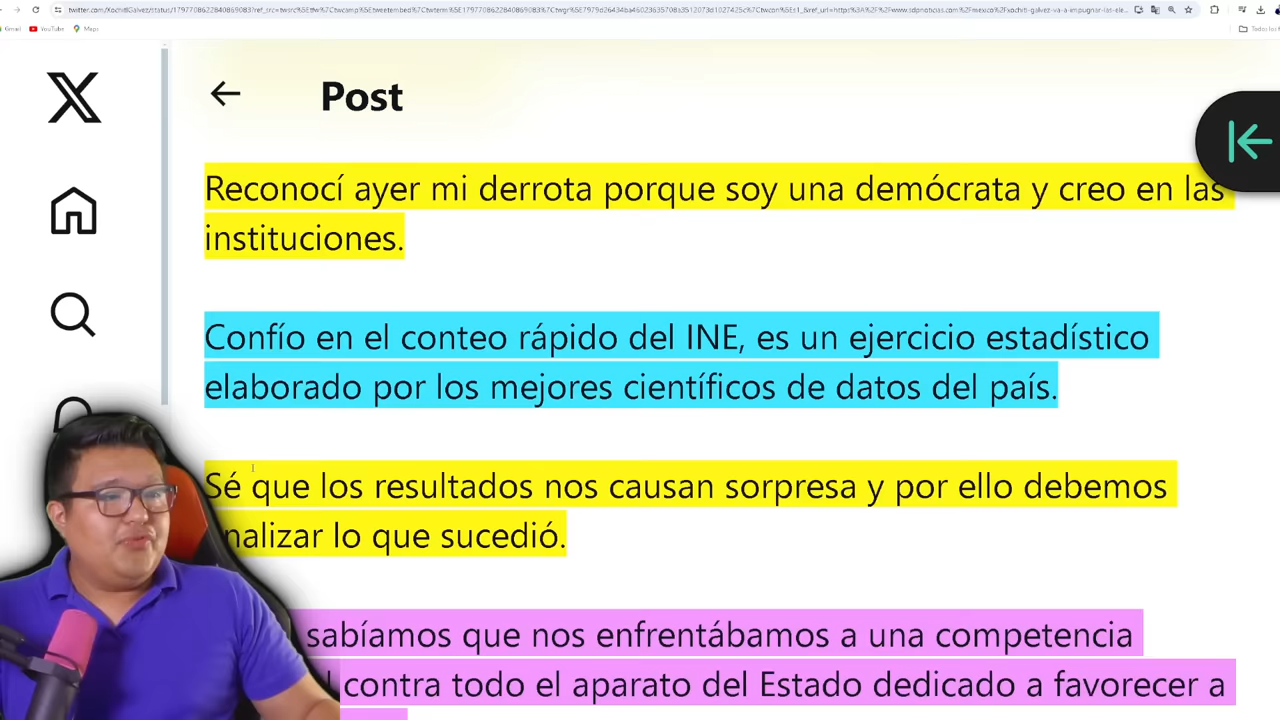 Gmail
YouTube
Maps
Post
Reconocí ayer mi derrota porque soy una demócrata y creo en las
instituciones.
Confío en el conteo rápido del INE, es un ejercicio estadístico
elaborado por los mejores científicos de datos del país.
Sé que los resultados nos causan sorpresa y por ello debemos
nalizar lo que sucedió.
sabíamos que nos enfrentábamos a una competencia
contra todo el aparato del Estado dedicado a favorecer a